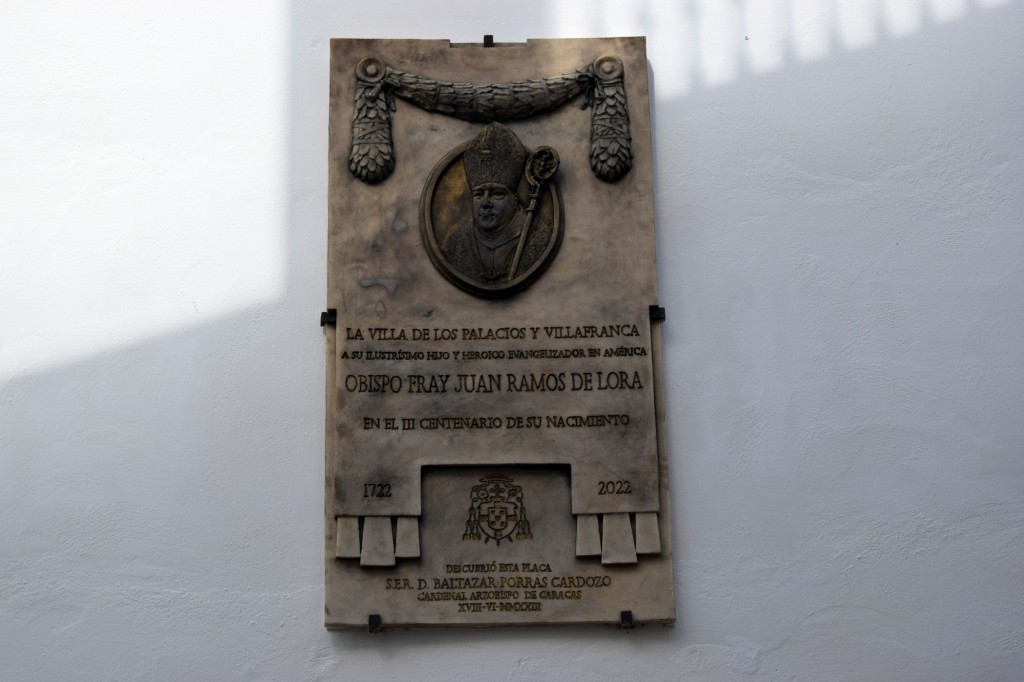 LA VILLA DE LOS PALACIOS Y VILLAFRANCA
A SU ILUSTRÍSIMO HIJO Y HEROICO EVANGELIZADOR EN AMÉRICA
OBISPO FRAY JUAN RAMOS DE LORA
EN EL III CENTENARIO DE SU NACIMIENTO
1722 2022
DESCUBRIÓ ESTA PLACA
S.E.R. D. BALTAZAR PORRAS CARDOZO
CARDENAL ARZOBISPO DE CARACAS
XVIII-VI-MMXXIII